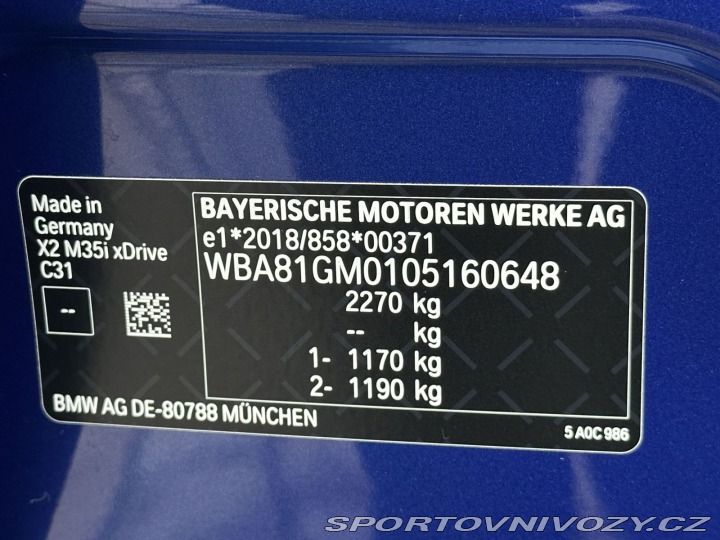 Made in
Germany
X2 M35i xDrive
C31
--
BAYERISCHE MOTOREN WERKE AG
e1*2018/858*00371
WBA81GM0105160648
2270 kg
-- kg
1- 1170 kg
2- 1190 kg
BMW AG DE-80788 MÜNCHEN
5 A0C 986
SPORTOVNIVOZY.CZ